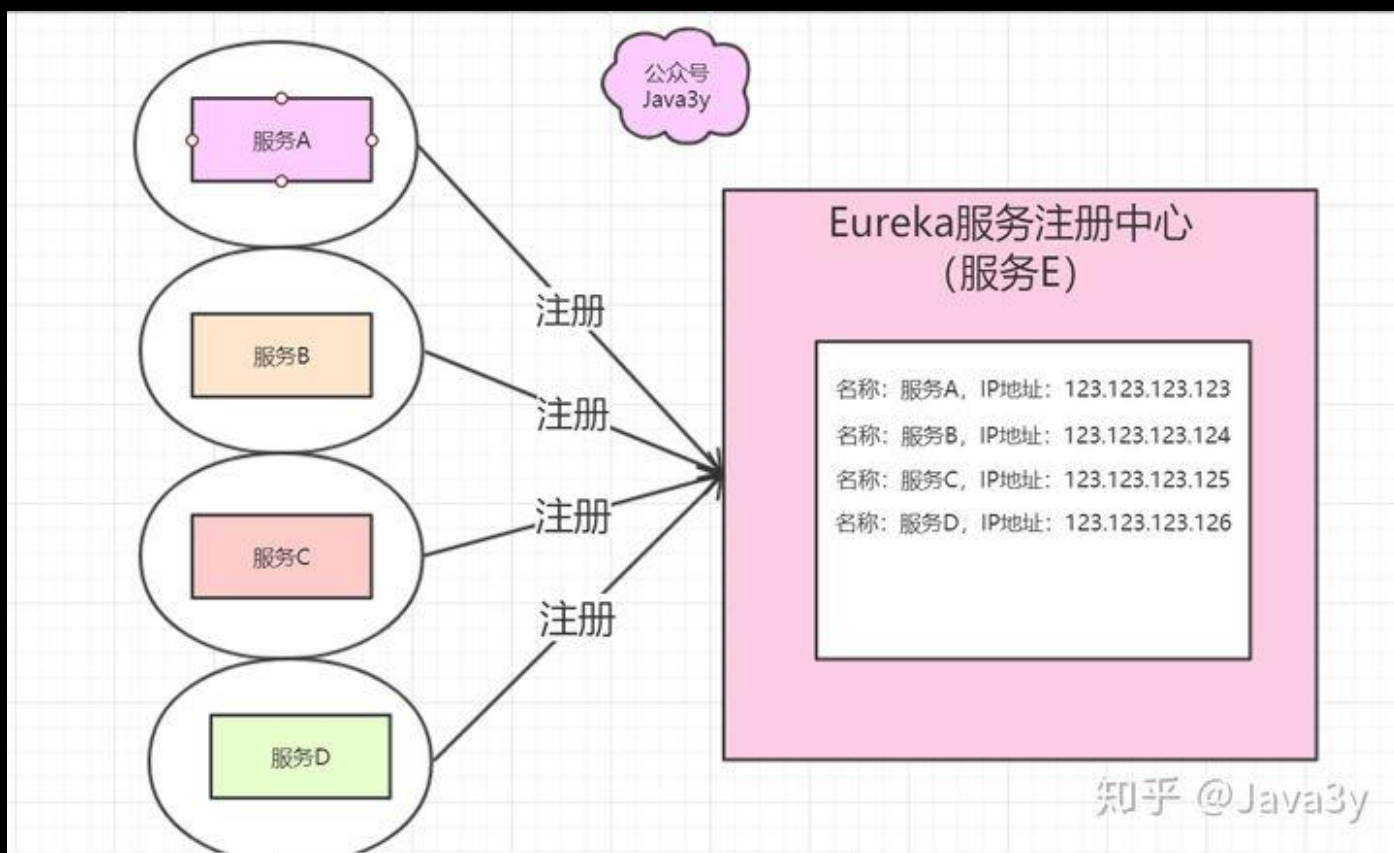 公众号
Java3y
服务A
服务B
服务C
服务D
注册
注册
注册
注册
Eureka服务注册中心
（服务E）
名称：服务A，IP地址：123.123.123.123
名称：服务B，IP地址：123.123.123.124
名称：服务C，IP地址：123.123.123.125
名称：服务D，IP地址：123.123.123.126
知乎 @Java3y